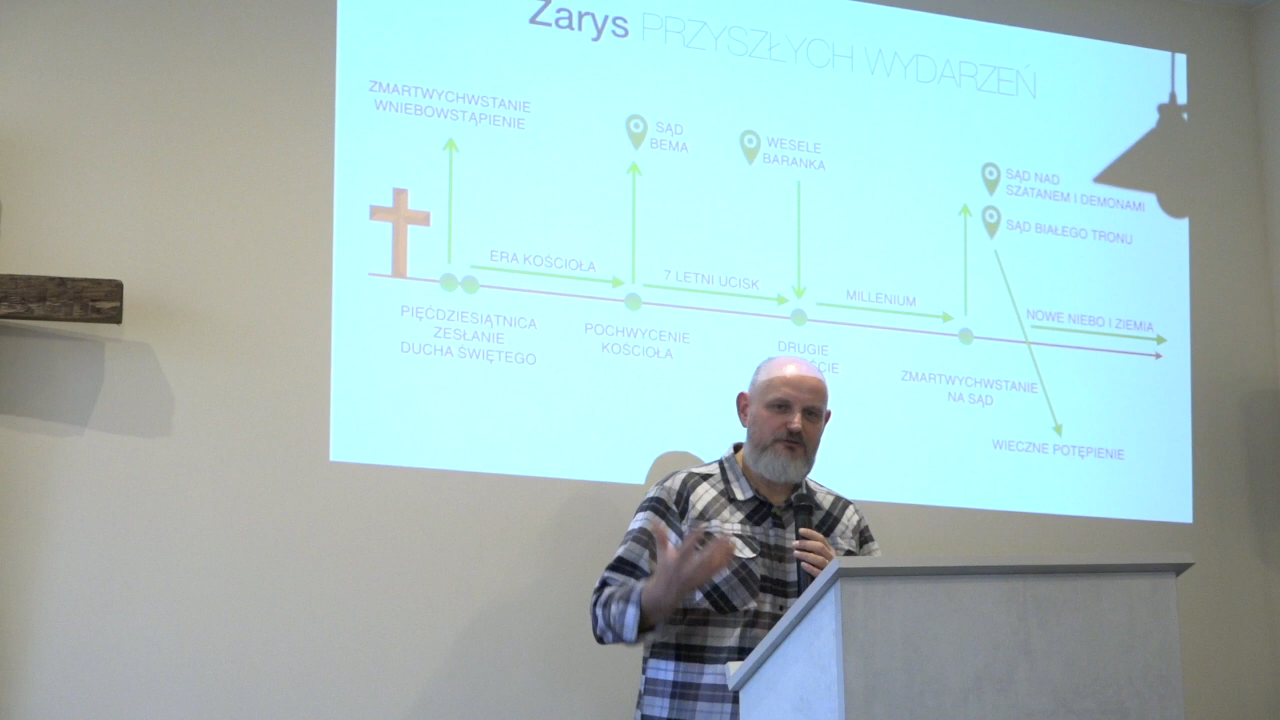 Zarys PRZYSZŁYCH WYDARZEŃ
ZMARTWYCHWSTANIE
WNIEBOWSTĄPIENIE
SĄD
BEMA
WESELE
BARANKA
SĄD NAD
SZATANEM I DEMONAMI
SĄD BIAŁEGO TRONU
ERA KOŚCIOŁA
7 LETNI UCISK
MILLENIUM
NOWE NIEBO I ZIEMIA
PIĘĆDZIESIĄTNICA
ZESŁANIE
DUCHA ŚWIĘTEGO
POCHWYCENIE
KOŚCIOŁA
DRUGIE
ZMARTWYCHWSTANIE
NA SĄD
WIECZNE POTĘPIENIE